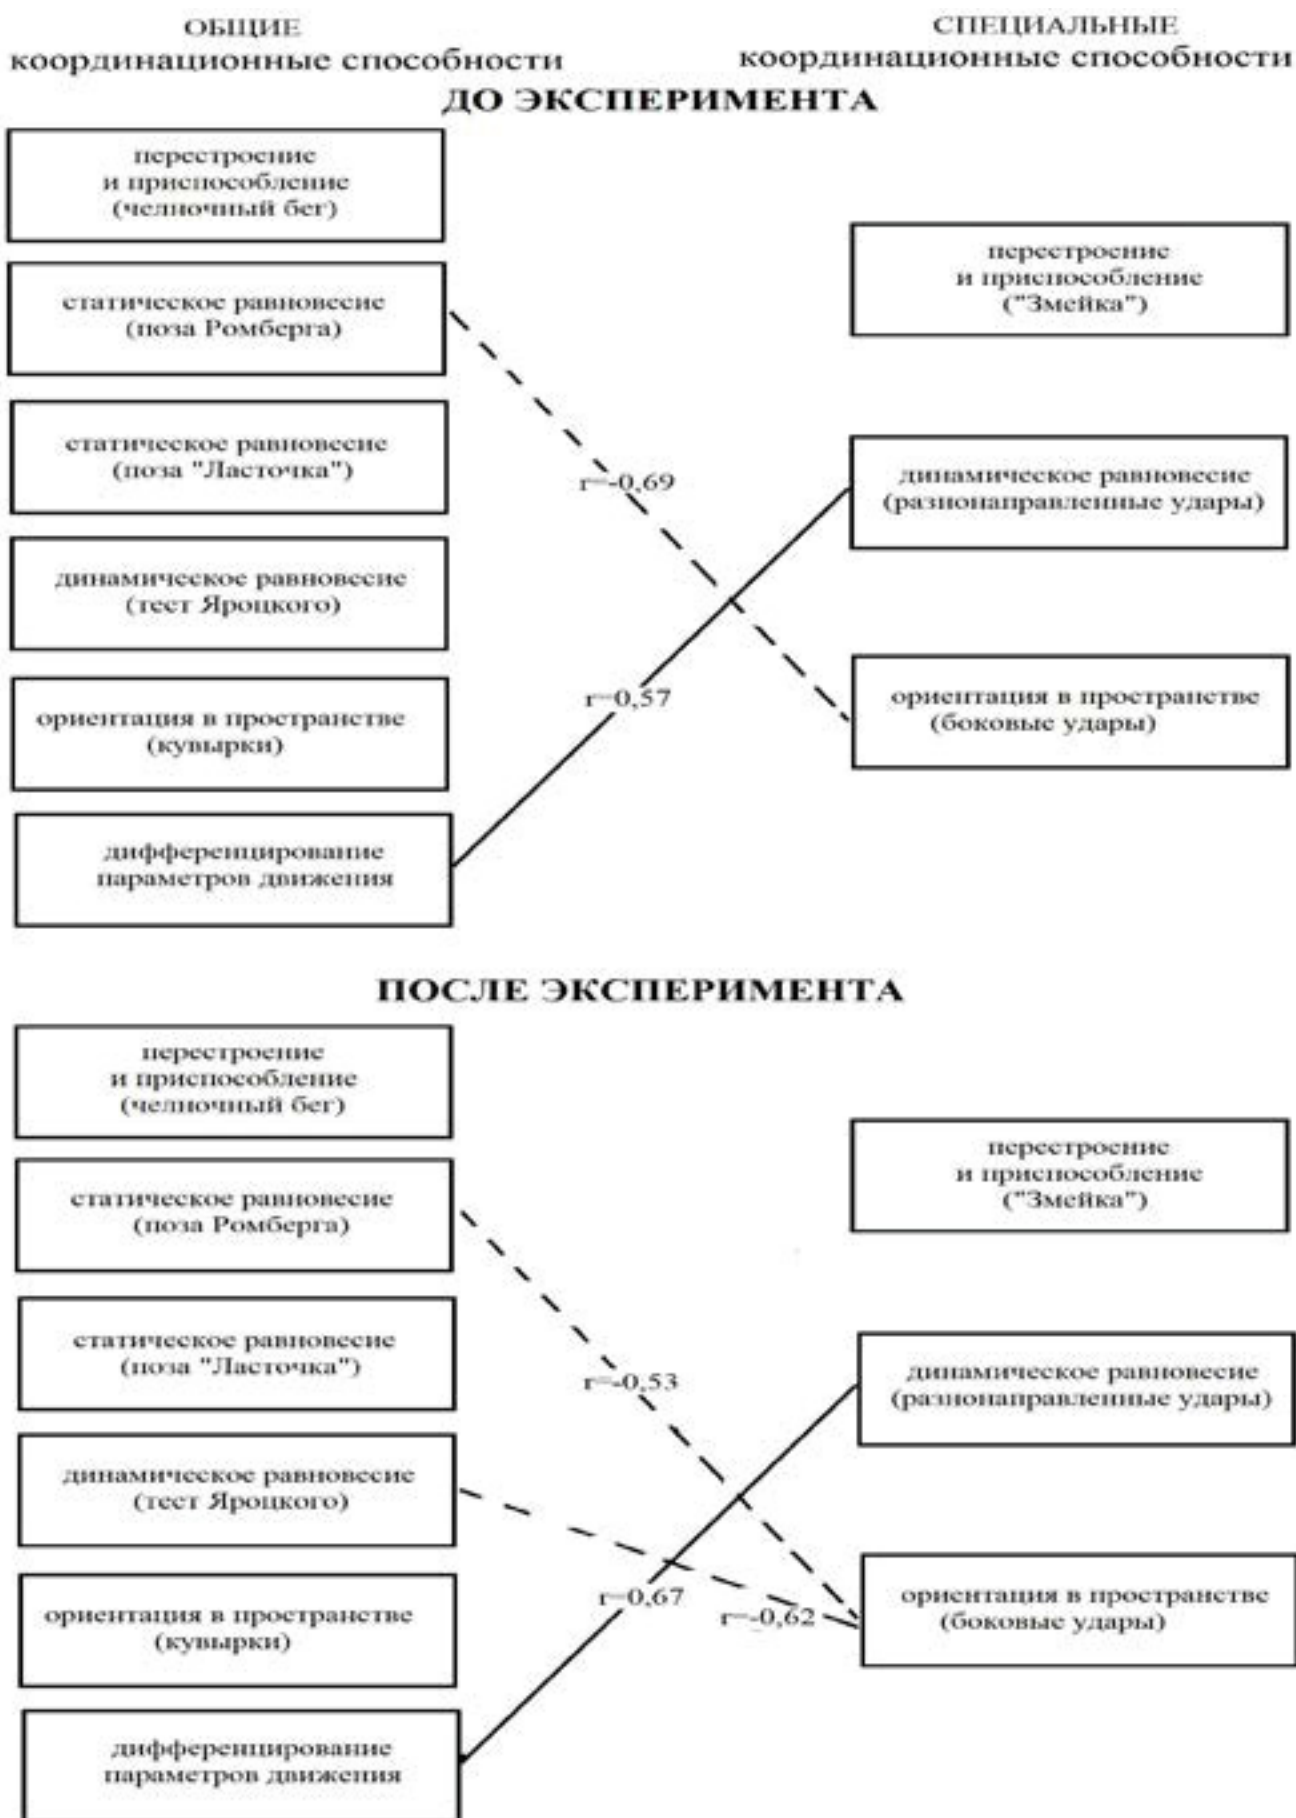 ОБЩИЕ
координационные способности
СПЕЦИАЛЬНЫЕ
координационные способности
ДО ЭКСПЕРИМЕНТА
перестроение
и приспособление
(челночный бег)
статическое равновесие
(поза Ромберга)
статическое равновесие
(поза "Ласточка")
динамическое равновесие
(тест Яроцкого)
ориентация в пространстве
(кувырки)
дифференцирование
параметров движения
r=-0,69
r=0,57
перестроение
и приспособление
("Змейка")
динамическое равновесие
(разнонаправленные удары)
ориентация в пространстве
(боковые удары)
ПОСЛЕ ЭКСПЕРИМЕНТА
перестроение
и приспособление
(челночный бег)
статическое равновесие
(поза Ромберга)
статическое равновесие
(поза "Ласточка")
динамическое равновесие
(тест Яроцкого)
ориентация в пространстве
(кувырки)
дифференцирование
параметров движения
r=-0,53
r=0,67
r=-0,62
перестроение
и приспособление
("Змейка")
динамическое равновесие
(разнонаправленные удары)
ориентация в пространстве
(боковые удары)